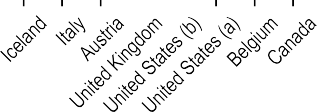 Iceland
Italy
Austria
United Kingdom
United States (b)
United States (a)
Belgium
Canada